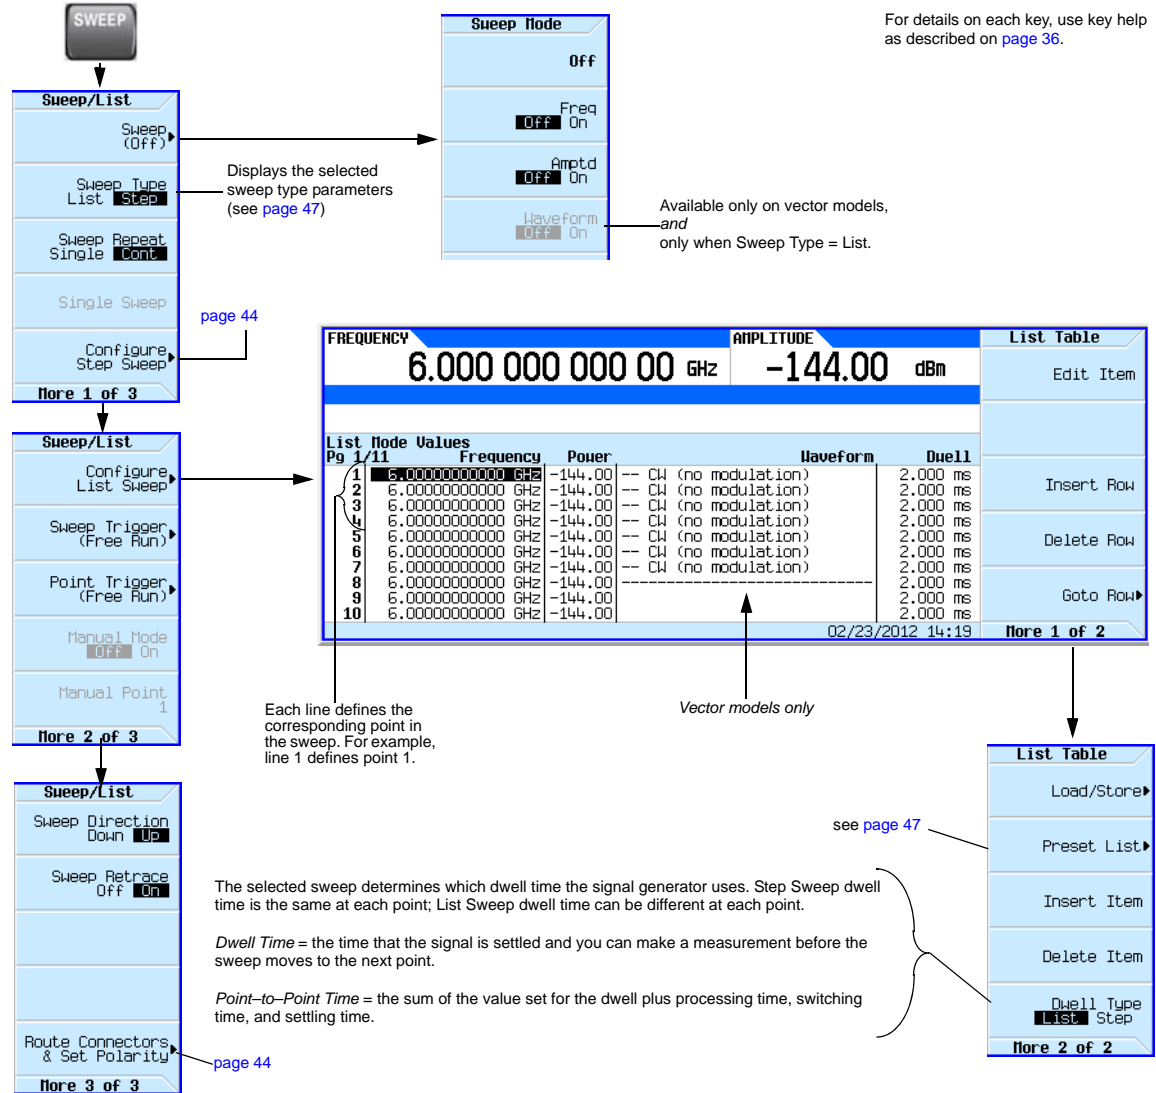 SWEEP
Sweep/List
Sweep
(Off)
Sweep Type
List Step
Sweep Repeat
Single Cont
Single Sweep
Configure
Step Sweep
More 1 of 3
Displays the selected
sweep type parameters
(see page 47)
page 44
Sweep Mode
Off
Freq
Off On
Amptd
Off On
Waveform
Off On
Available only on vector models,
and
only when Sweep Type = List.
For details on each key, use key help
as described on page 36.
Sweep/List
Configure
List Sweep
Sweep Trigger
(Free Run)
Point Trigger
(Free Run)
Manual Mode
Off On
Manual Point
1
More 2 of 3
FREQUENCY AMPLITUDE
6.000 000 000 00 GHz -144.00 dBm
List Mode Values
Pg 1/11 Frequency Power Waveform Dwell
1 6.00000000000 GHz -144.00 -- CW (no modulation) 2.000 ms
2 6.00000000000 GHz -144.00 -- CW (no modulation) 2.000 ms
3 6.00000000000 GHz -144.00 -- CW (no modulation) 2.000 ms
4 6.00000000000 GHz -144.00 -- CW (no modulation) 2.000 ms
5 6.00000000000 GHz -144.00 -- CW (no modulation) 2.000 ms
6 6.00000000000 GHz -144.00 -- CW (no modulation) 2.000 ms
7 6.00000000000 GHz -144.00 -- CW (no modulation) 2.000 ms
8 6.00000000000 GHz -144.00 ---------------------------- 2.000 ms
9 6.00000000000 GHz -144.00 2.000 ms
10 6.00000000000 GHz -144.00 2.000 ms
02/23/2012 14:19
List Table
Edit Item
Insert Row
Delete Row
Goto Row
More 1 of 2
Each line defines the
corresponding point in
the sweep. For example,
line 1 defines point 1.
Vector models only
Sweep/List
Sweep Direction
Down Up
Sweep Retrace
Off On
Route Connectors
& Set Polarity
More 3 of 3
page 44
The selected sweep determines which dwell time the signal generator uses. Step Sweep dwell
time is the same at each point; List Sweep dwell time can be different at each point.
Dwell Time = the time that the signal is settled and you can make a measurement before the
sweep moves to the next point.
Point–to–Point Time = the sum of the value set for the dwell plus processing time, switching
time, and settling time.
see page 47
List Table
Load/Store
Preset List
Insert Item
Delete Item
Dwell Type
List Step
More 2 of 2